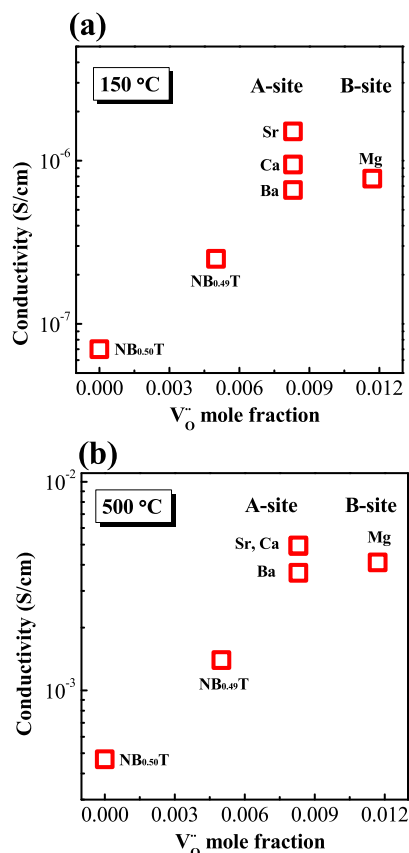 (a)
150 °C
A-site B-site
Sr
Ca
Ba
Mg
NB₀.₄₉T
NB₀.₅₀T
10⁻⁶
10⁻⁷
Conductivity (S/cm)
0.000 0.003 0.006 0.009 0.012
V_O^¨ mole fraction
(b)
500 °C
A-site B-site
Sr, Ca
Ba
Mg
NB₀.₄₉T
NB₀.₅₀T
10⁻²
10⁻³
Conductivity (S/cm)
0.000 0.003 0.006 0.009 0.012
V_O^¨ mole fraction